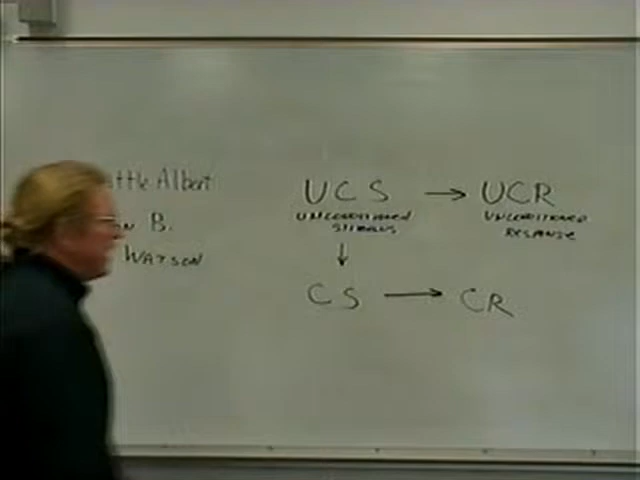 ttle Albert
n B.
WATSON
UCS → UCR
UNCONDITIONED UNCONDITIONED
STIMULUS RESPONSE
↓
CS → CR